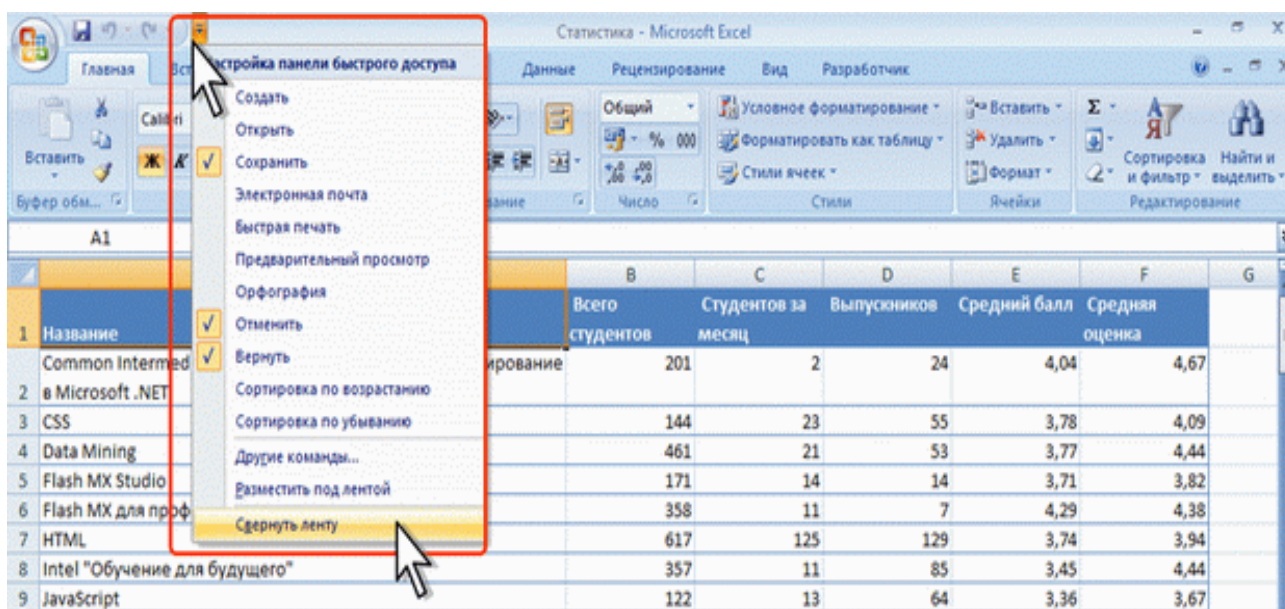 Статистика - Microsoft Excel
Главная Вст Данные Рецензирование Вид Разработчик
стройка панели быстрого доступа
Создать
Открыть
Сохранить
Электронная почта
Быстрая печать
Предварительный просмотр
Орфография
Отменить
Вернуть
Сортировка по возрастанию
Сортировка по убыванию
Другие команды...
Разместить под лентой
Свернуть ленту
Вставить
Буфер обм...
Calibri
Ж К
ание
Общий
% 000
,0 ,00
,00 ,0
Число
Условное форматирование
Форматировать как таблицу
Стили ячеек
Стили
Вставить
Удалить
Формат
Ячейки
Σ
Сортировка и фильтр
Найти и выделить
Редактирование
A1
B C D E F G
1 Название Всего студентов Студентов за месяц Выпускников Средний балл Средняя оценка
2 Common Intermed ирование в Microsoft .NET 201 2 24 4,04 4,67
3 CSS 144 23 55 3,78 4,09
4 Data Mining 461 21 53 3,77 4,44
5 Flash MX Studio 171 14 14 3,71 3,82
6 Flash MX для проф 358 11 7 4,29 4,38
7 HTML 617 125 129 3,74 3,94
8 Intel "Обучение для будущего" 357 11 85 3,45 4,44
9 JavaScript 122 13 64 3,36 3,67